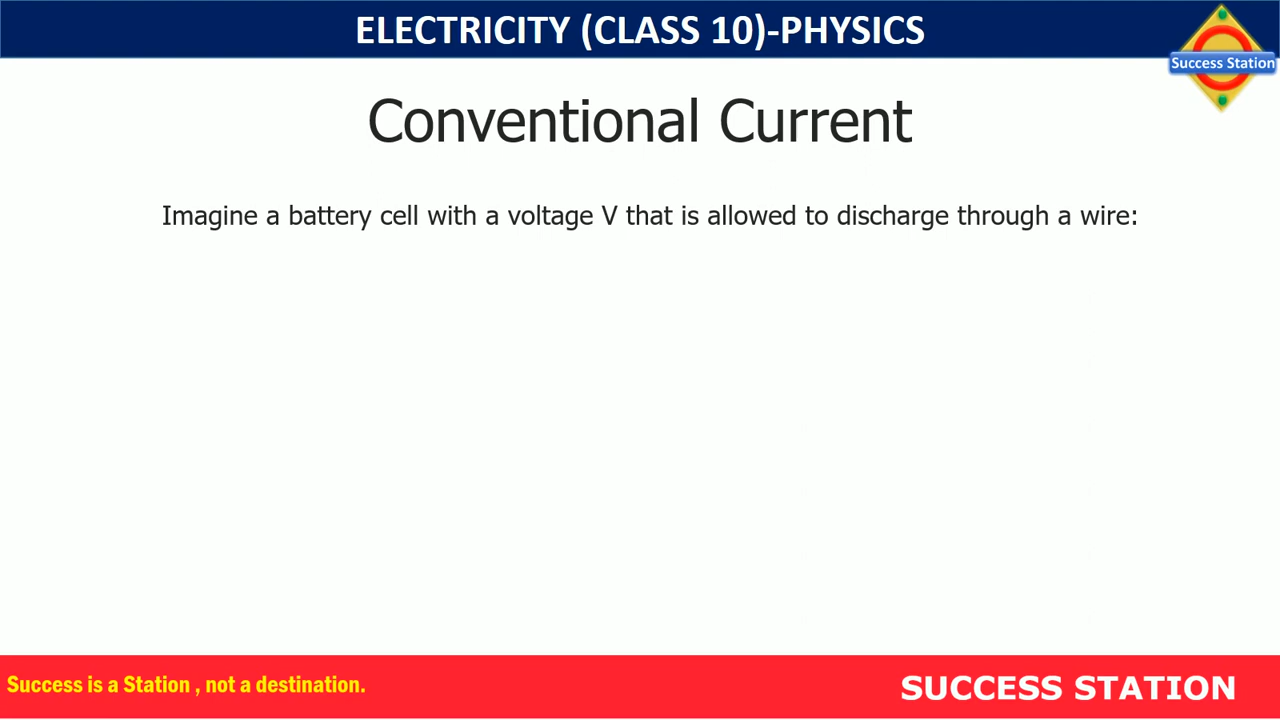 ELECTRICITY (CLASS 10)-PHYSICS
Success Station
Conventional Current
Imagine a battery cell with a voltage V that is allowed to discharge through a wire:
Success is a Station , not a destination.
SUCCESS STATION